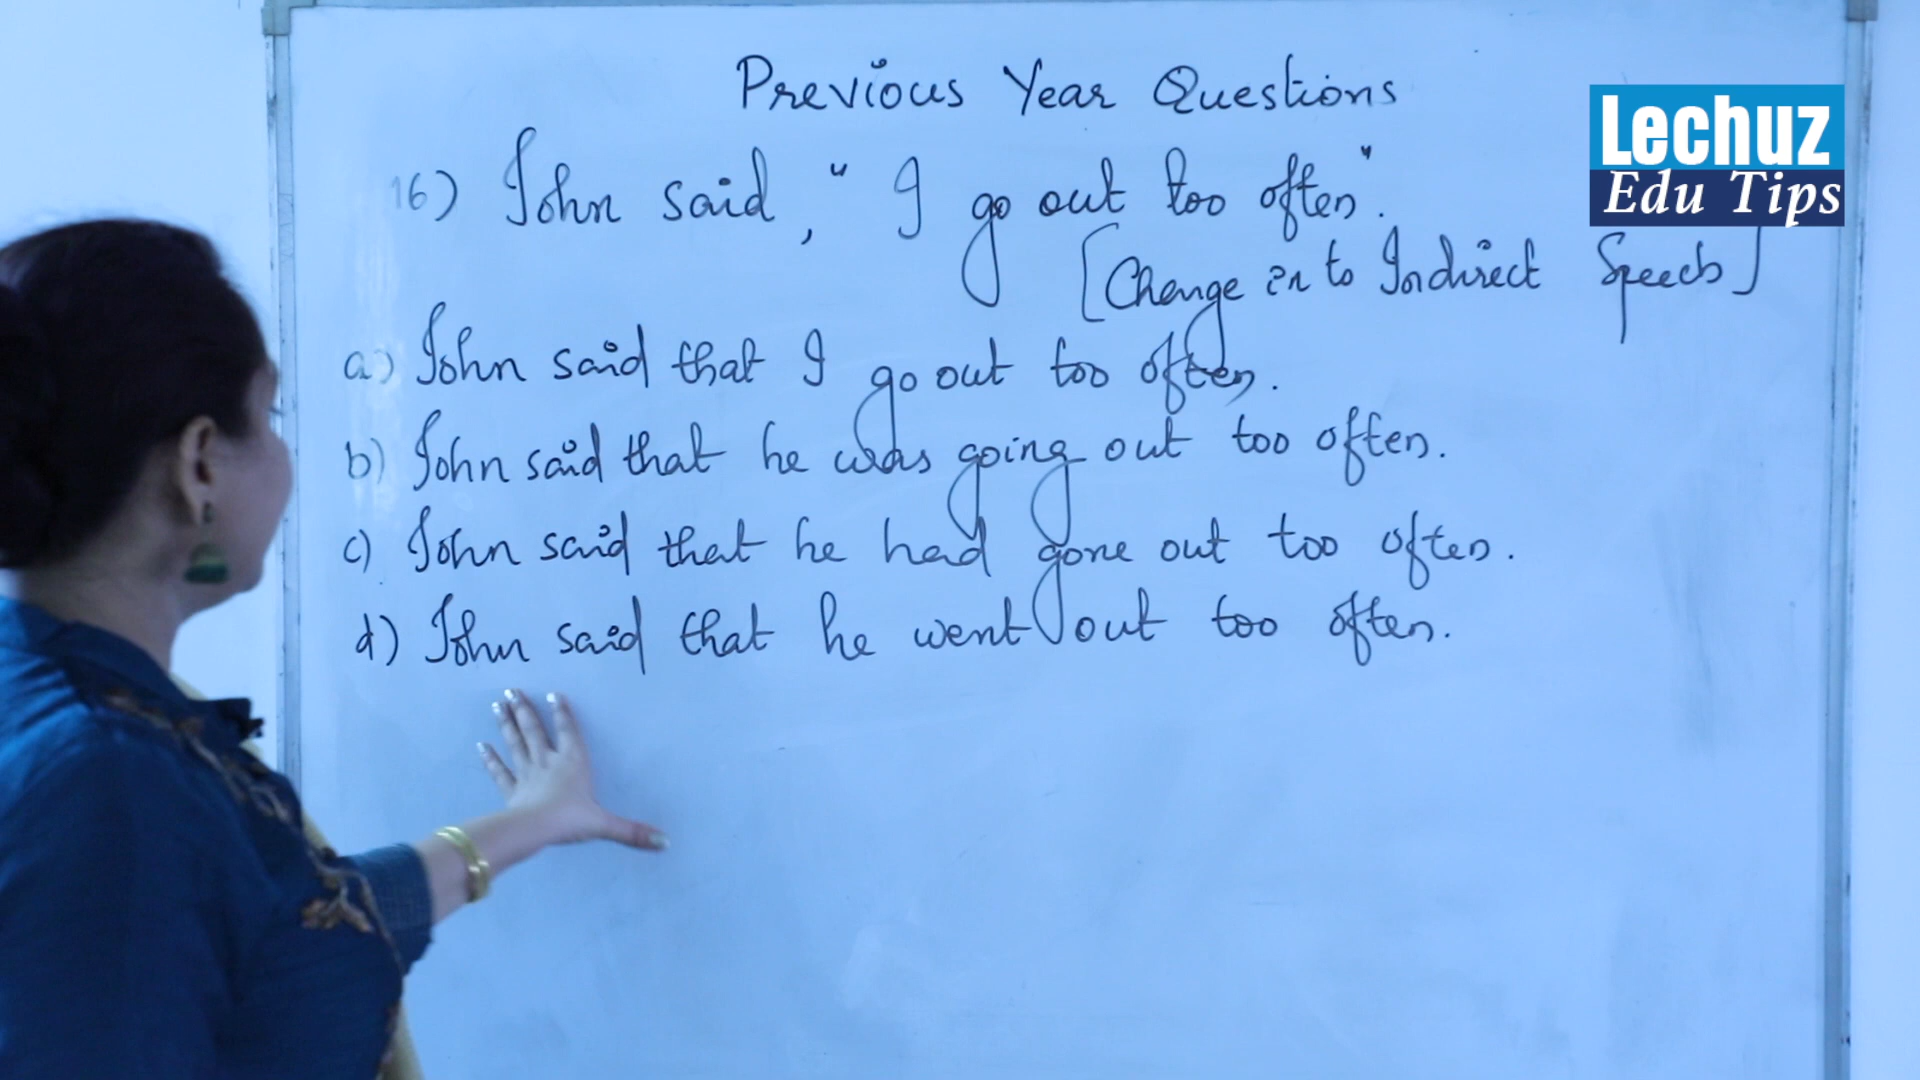 Previous Year Questions
Lechuz
Edu Tips
16) John said, " I go out too often".
[Change in to Indirect Speech]
a) John said that I go out too often.
b) John said that he was going out too often.
c) John said that he had gone out too often.
d) John said that he went out too often.